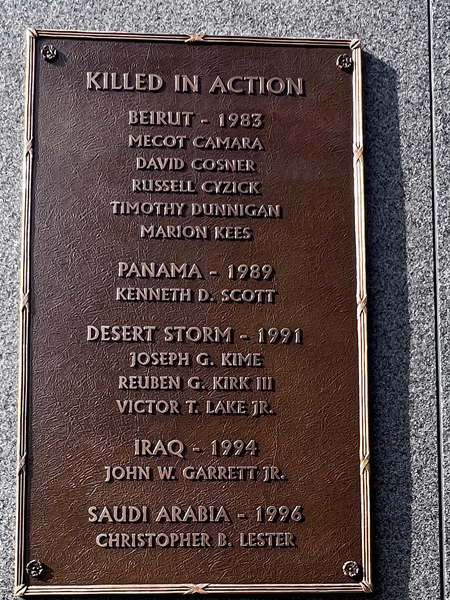 KILLED IN ACTION
BEIRUT - 1983
MECOT CAMARA
DAVID COSNER
RUSSELL CYZICK
TIMOTHY DUNNIGAN
MARION KEES
PANAMA - 1989
KENNETH D. SCOTT
DESERT STORM - 1991
JOSEPH G. KIME
REUBEN G. KIRK III
VICTOR T. LAKE JR.
IRAQ - 1994
JOHN W. GARRETT JR.
SAUDI ARABIA - 1996
CHRISTOPHER B. LESTER